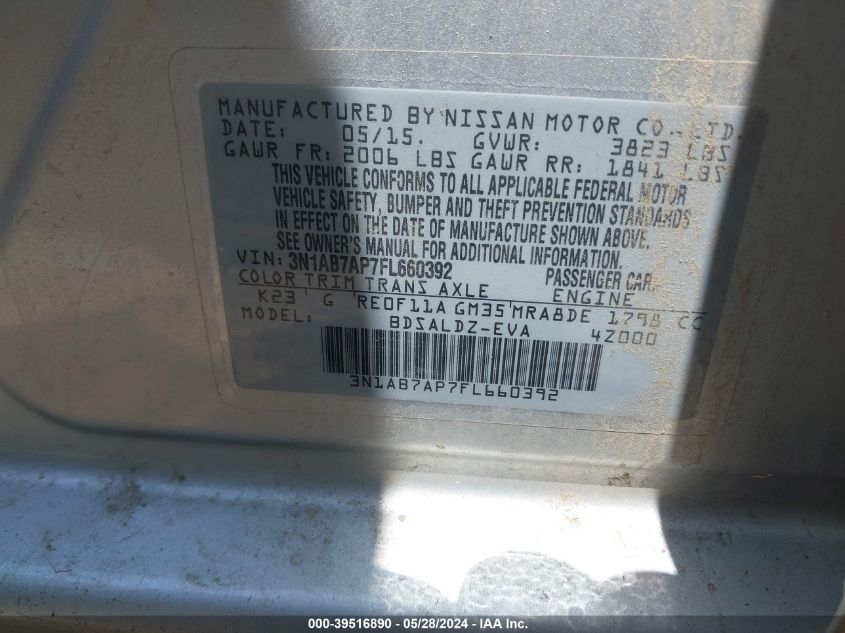 MANUFACTURED BY NISSAN MOTOR CO., LTD.
DATE: 05/15. GVWR: 3823 LBS
GAWR FR: 2006 LBS GAWR RR: 1841 LBS
THIS VEHICLE CONFORMS TO ALL APPLICABLE FEDERAL MOTOR
VEHICLE SAFETY, BUMPER AND THEFT PREVENTION STANDARDS
IN EFFECT ON THE DATE OF MANUFACTURE SHOWN ABOVE.
SEE OWNER'S MANUAL FOR ADDITIONAL INFORMATION.
VIN: 3N1AB7AP7FL660392 PASSENGER CAR
COLOR TRIM TRANS AXLE ENGINE
K23 G RE0F11A GM35 MRA8DE 1798 CC
MODEL: BDSALDZ-EVA 4Z000
3N1AB7AP7FL660392
000-39516890 - 05/28/2024 - IAA, Inc.